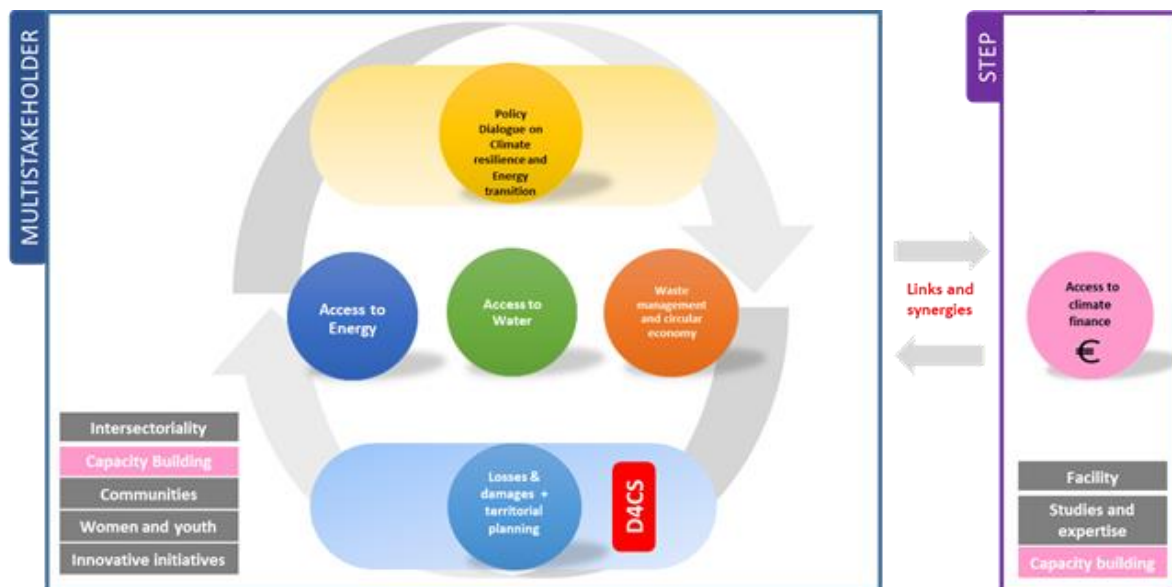 MULTISTAKEHOLDER
Policy
Dialogue on
Climate
resilience and
Energy
transition
Access to
Energy
Access to
Water
Waste
management
and circular
economy
Losses &
damages +
territorial
planning
D4CS
Intersectoriality
Capacity Building
Communities
Women and youth
Innovative initiatives
Links and
synergies
STEP
Access to
climate
finance
€
Facility
Studies and
expertise
Capacity building